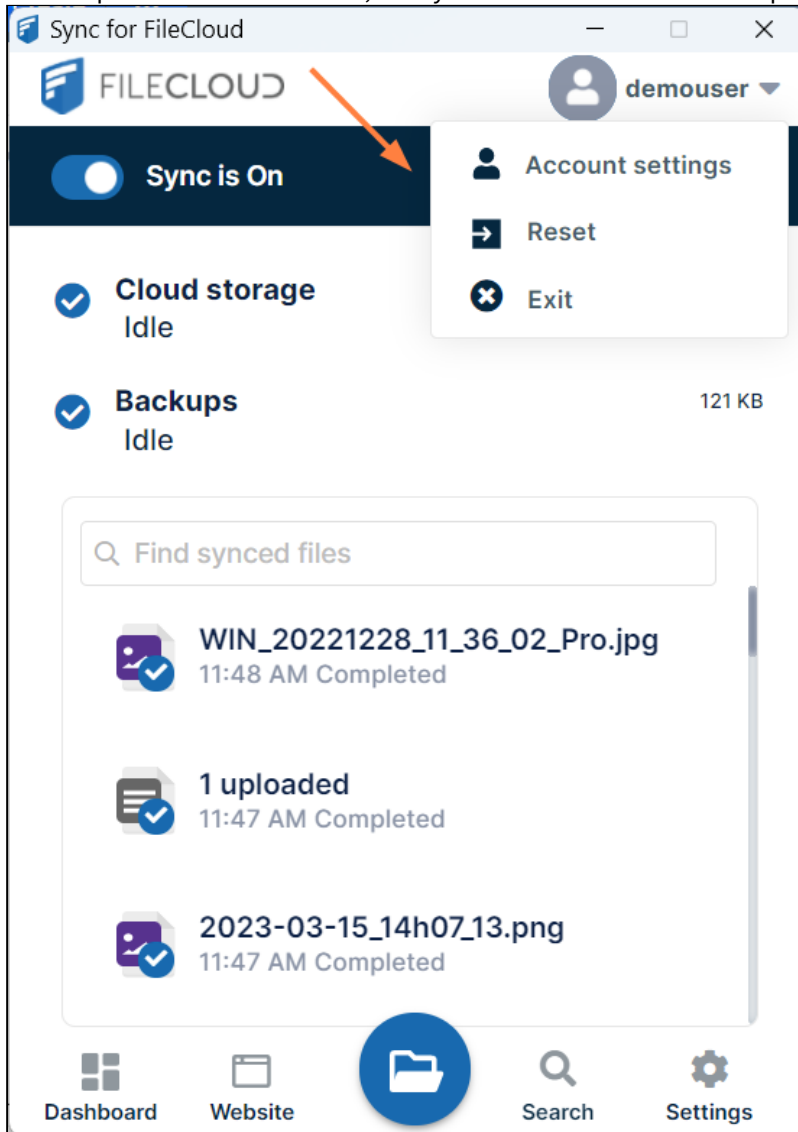 Sync for FileCloud
FILECLOUD
demouser
Sync is On
Account settings
Reset
Exit
Cloud storage
Idle
Backups
121 KB
Idle
Find synced files
WIN_20221228_11_36_02_Pro.jpg
11:48 AM Completed
1 uploaded
11:47 AM Completed
2023-03-15_14h07_13.png
11:47 AM Completed
Dashboard
Website
Search
Settings